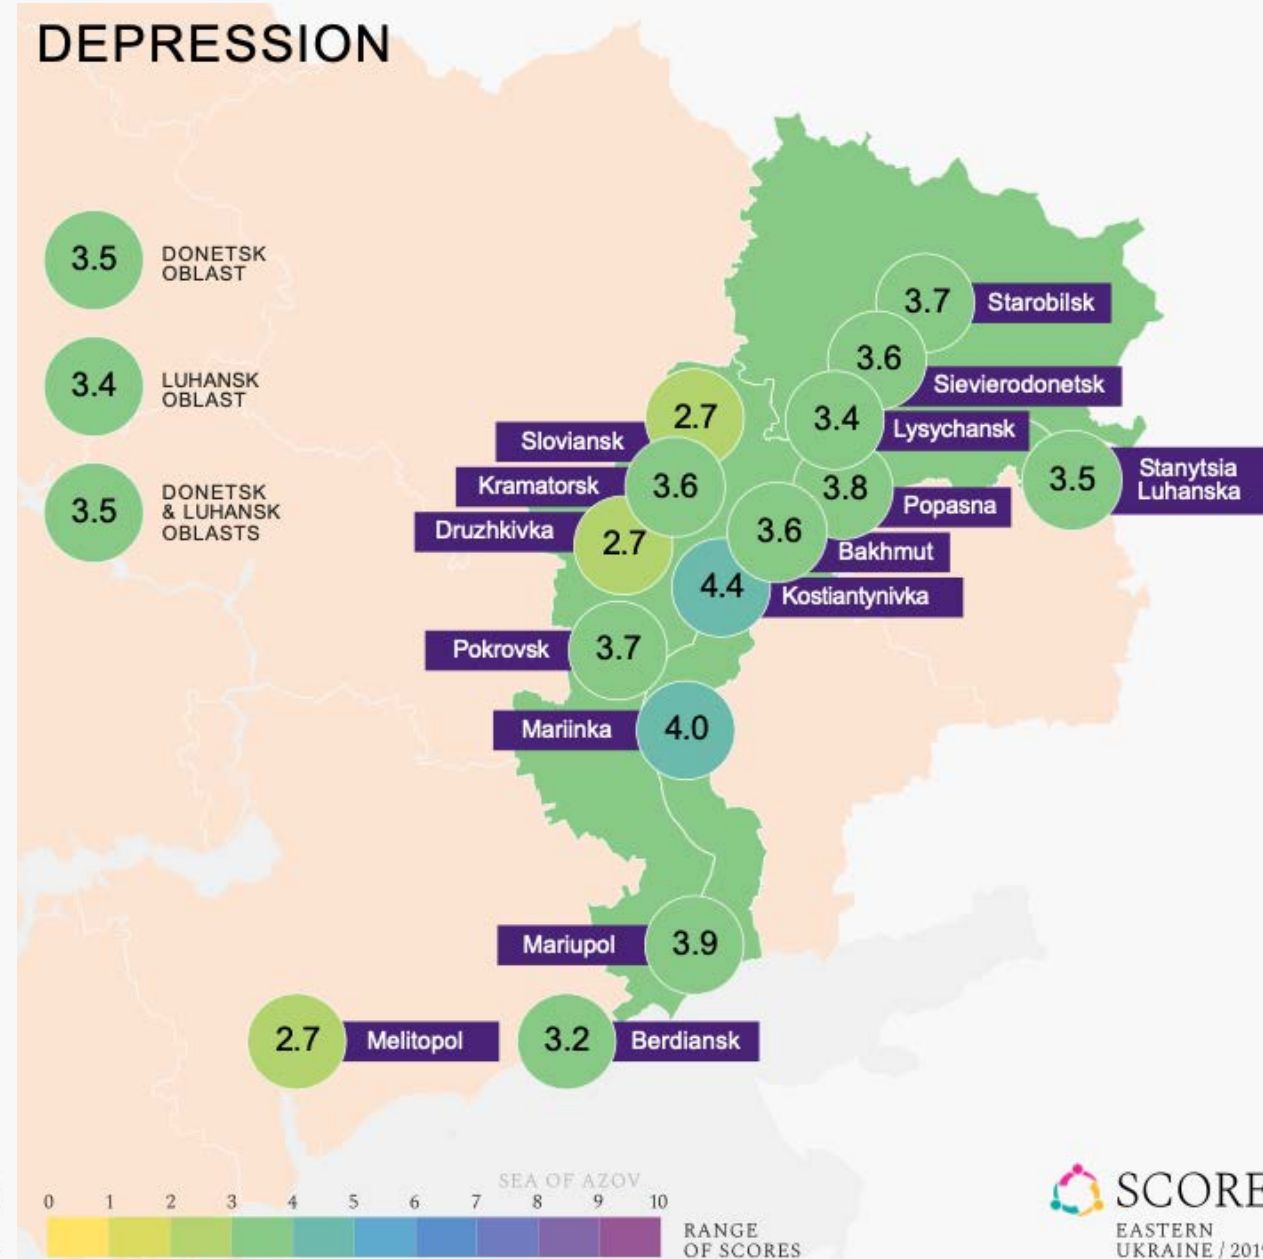 DEPRESSION
3.5
DONETSK
OBLAST
3.4
LUHANSK
OBLAST
3.5
DONETSK
& LUHANSK
OBLASTS
3.7
Starobilsk
3.6
Sievierodonetsk
2.7
Sloviansk
3.4
Lysychansk
3.6
Kramatorsk
3.8
Popasna
3.5
Stanytsia
Luhanska
2.7
Druzhkivka
3.6
Bakhmut
4.4
Kostiantynivka
3.7
Pokrovsk
4.0
Mariinka
3.9
Mariupol
2.7
Melitopol
3.2
Berdiansk
SEA OF AZOV
0 1 2 3 4 5 6 7 8 9 10
RANGE
OF SCORES
SCORE
EASTERN
UKRAINE / 2019